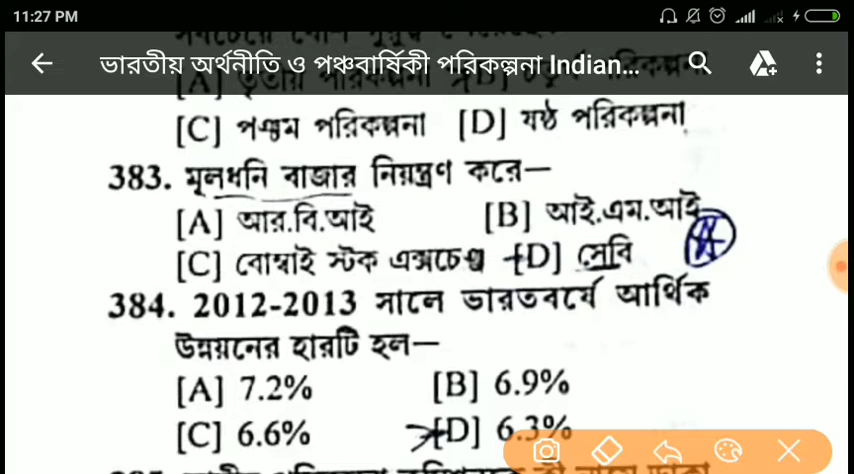 11:27 PM
ভারতীয় অর্থনীতি ও পঞ্চবার্ষিকী পরিকল্পনা Indian...
[C] পঞ্চম পরিকল্পনা [D] যষ্ঠ পরিকল্পনা
383. মূলধনি বাজার নিয়ন্ত্রণ করে—
[A] আর.বি.আই [B] আই.এম.আই
[C] বোম্বাই স্টক এক্সচেঞ্জ [D] সেবি
384. 2012-2013 সালে ভারতবর্ষে আর্থিক
উন্নয়নের হারটি হল—
[A] 7.2% [B] 6.9%
[C] 6.6% [D] 6.3%